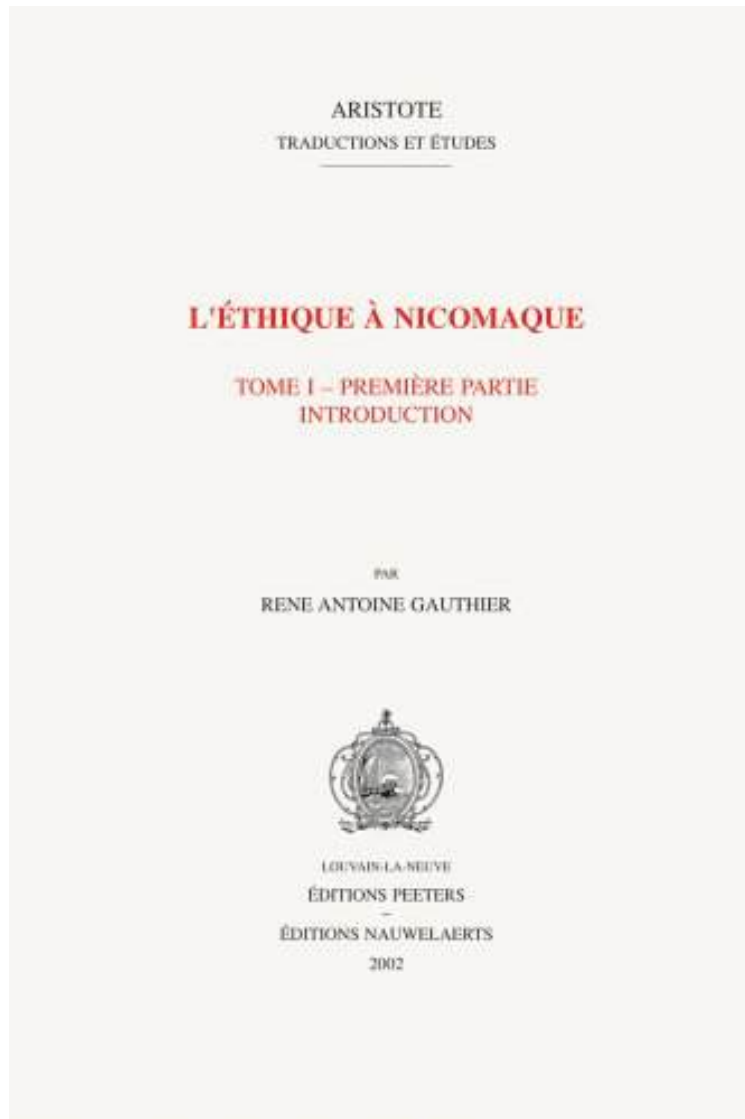 ARISTOTE
TRADUCTIONS ET ÉTUDES
L'ÉTHIQUE À NICOMAQUE
TOME I – PREMIÈRE PARTIE
INTRODUCTION
PAR
RENE ANTOINE GAUTHIER
LOUVAIN-LA-NEUVE
ÉDITIONS PEETERS
–
ÉDITIONS NAUWELAERTS
2002